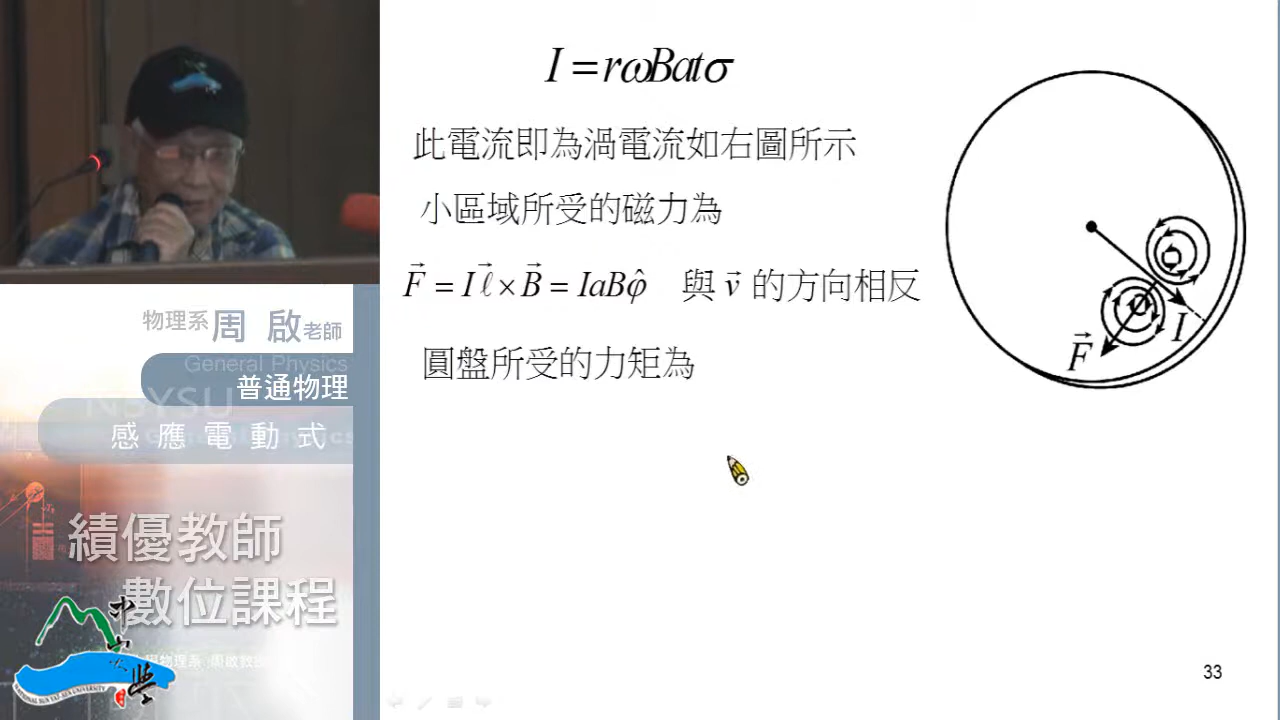 I = rωBatσ
此電流即為渦電流如右圖所示
小區域所受的磁力為
F⃗ = I ℓ⃗ × B⃗ = IaBφ̂ 與 v⃗ 的方向相反
圓盤所受的力矩為
I
F⃗
33
物理系 周 啟 老師
General Physics
普通物理
NSYSU
感 應 電 動 式
績優教師
數位課程